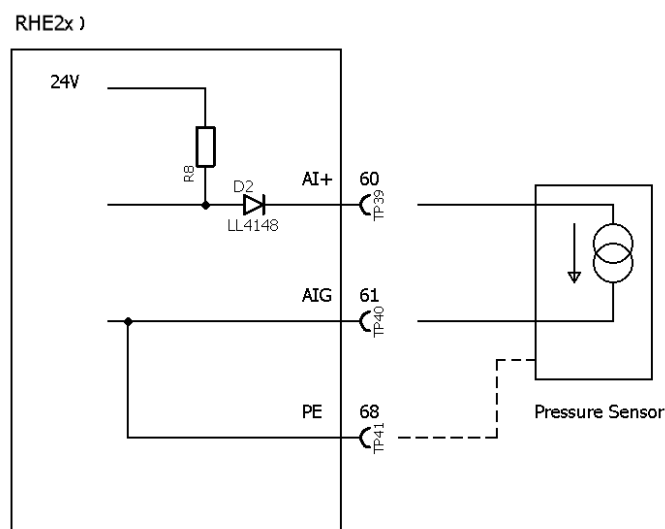 RHE2x )
24V
R8
D2
LL4148
AI+
60
TP39
AIG
61
TP40
PE
68
TP41
Pressure Sensor